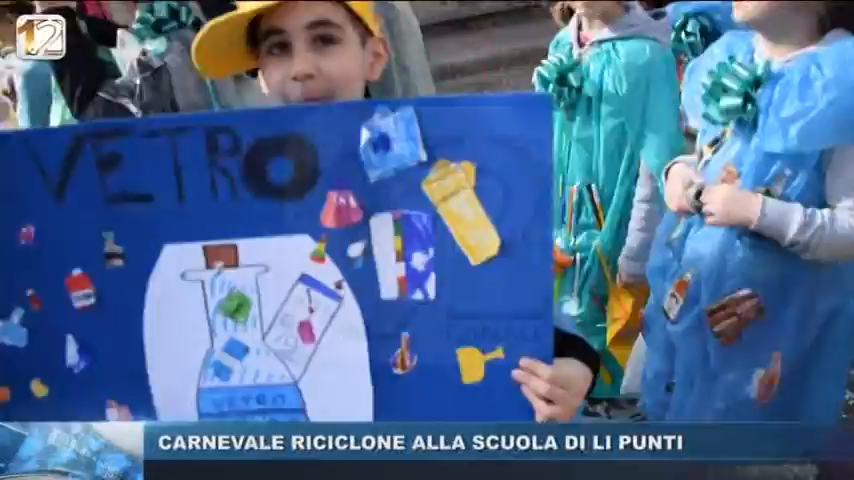 12
VETRO
VETRO
CARNEVALE RICICLONE ALLA SCUOLA DI LI PUNTI